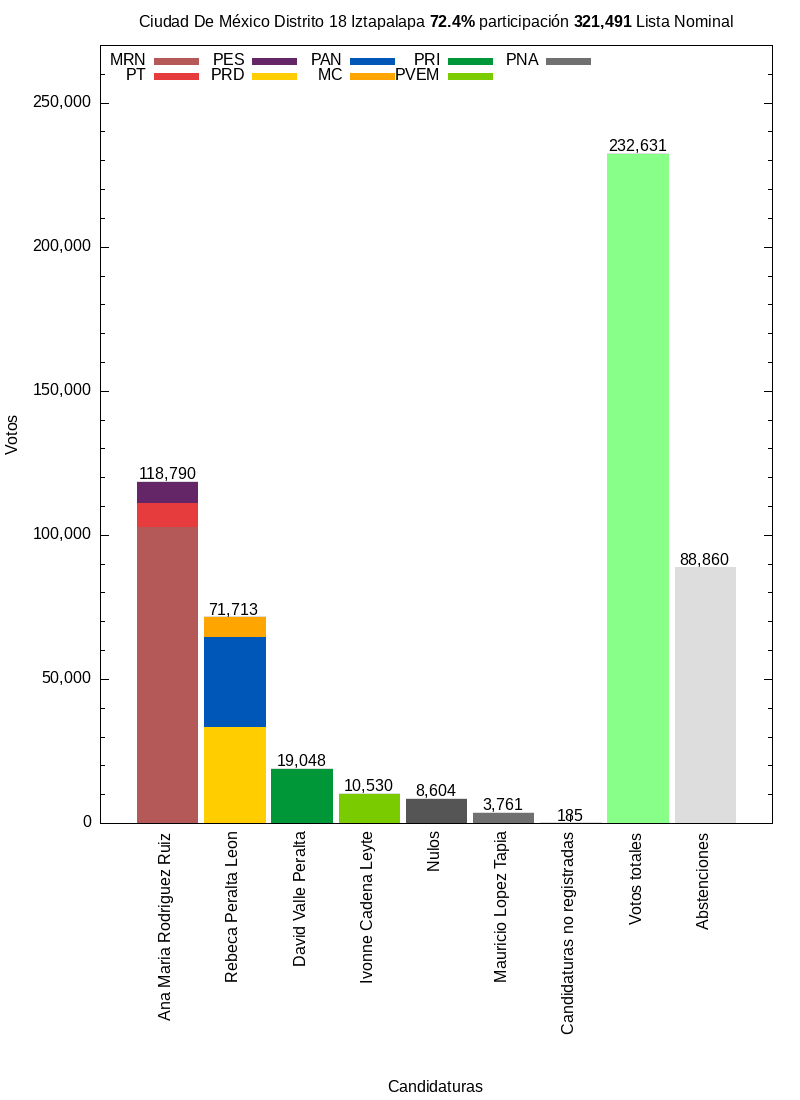 Ciudad De México Distrito 18 Iztapalapa 72.4% participación 321,491 Lista Nominal
MRN PES PAN PRI PNA
PT PRD MC PVEM
250,000
200,000
150,000
100,000
50,000
0
Votos
118,790
71,713
19,048
10,530
8,604
3,761
185
232,631
88,860
Ana Maria Rodriguez Ruiz
Rebeca Peralta Leon
David Valle Peralta
Ivonne Cadena Leyte
Nulos
Mauricio Lopez Tapia
Candidaturas no registradas
Votos totales
Abstenciones
Candidaturas